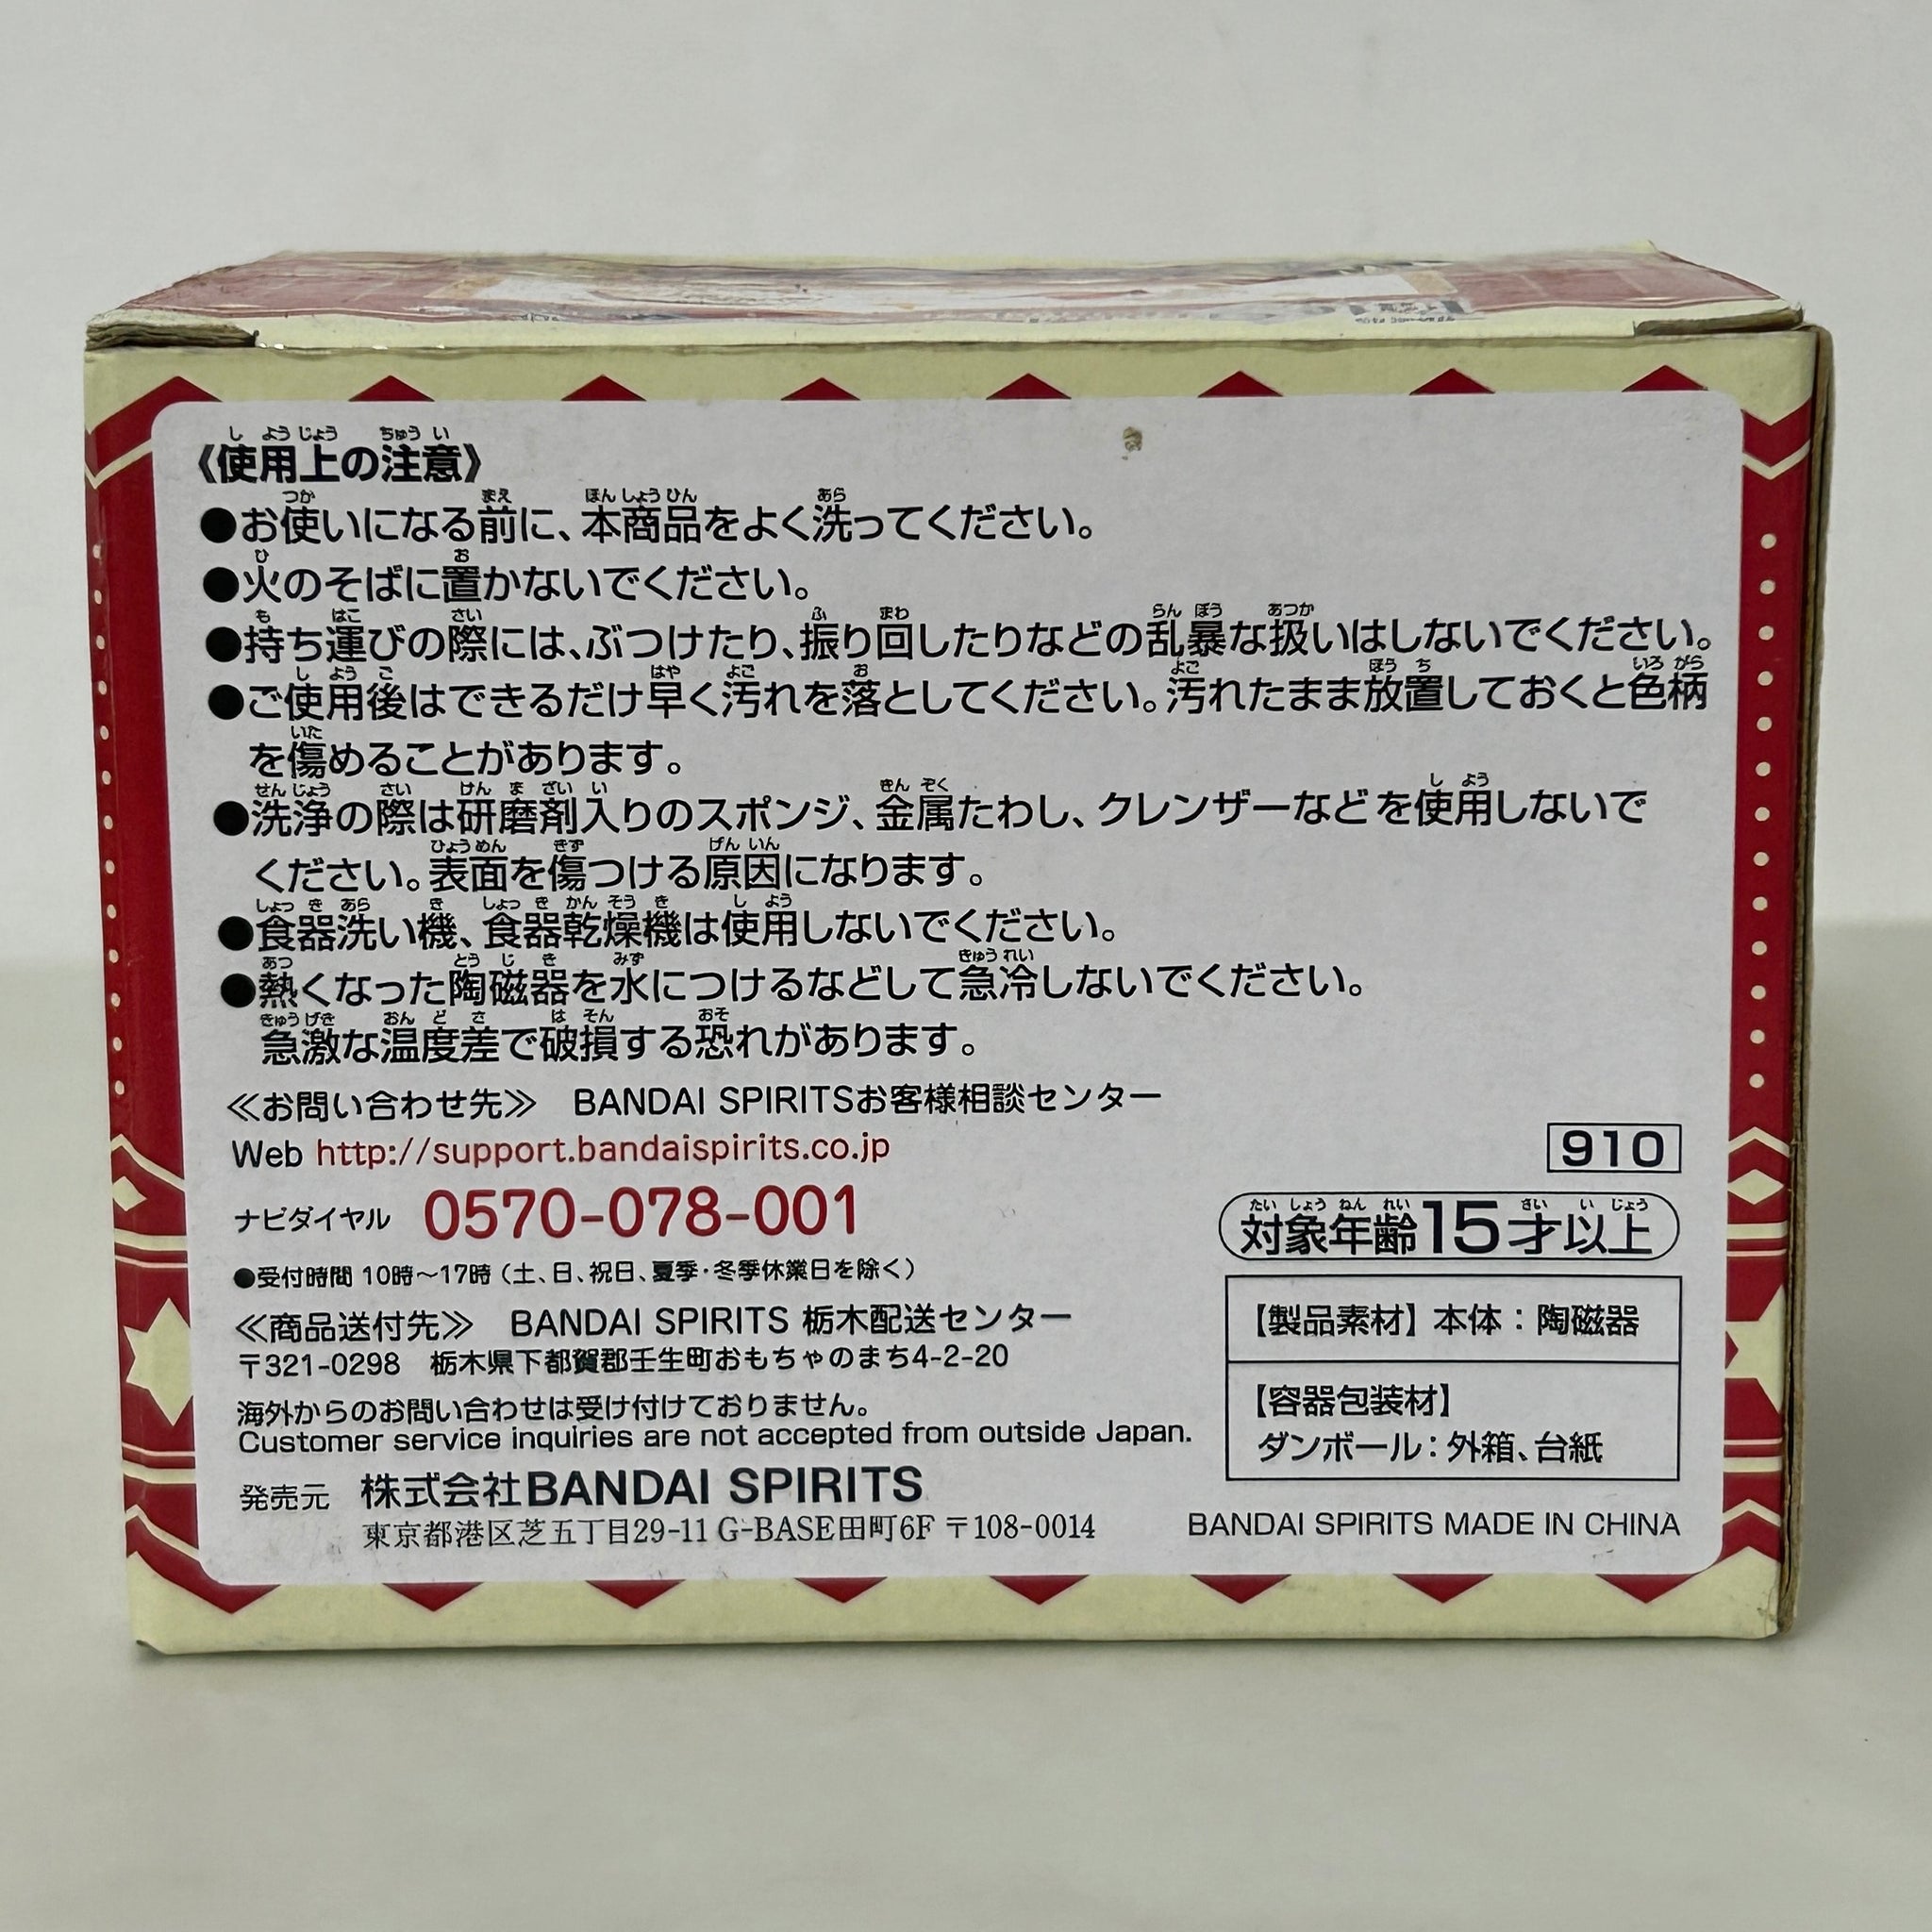 《使用上の注意》
●お使いになる前に、本商品をよく洗ってください。
●火のそばに置かないでください。
●持ち運びの際には、ぶつけたり、振り回したりなどの乱暴な扱いはしないでください。
●ご使用後はできるだけ早く汚れを落としてください。汚れたまま放置しておくと色柄
を傷めることがあります。
●洗浄の際は研磨剤入りのスポンジ、金属たわし、クレンザーなどを使用しないで
ください。表面を傷つける原因になります。
●食器洗い機、食器乾燥機は使用しないでください。
●熱くなった陶磁器を水につけるなどして急冷しないでください。
急激な温度差で破損する恐れがあります。
≪お問い合わせ先≫ BANDAI SPIRITSお客様相談センター
Web http://support.bandaispirits.co.jp
ナビダイヤル 0570-078-001
●受付時間 10時〜17時（土、日、祝日、夏季・冬季休業日を除く）
≪商品送付先≫ BANDAI SPIRITS 栃木配送センター
〒321-0298 栃木県下都賀郡壬生町おもちゃのまち4-2-20
海外からのお問い合わせは受け付けておりません。
Customer service inquiries are not accepted from outside Japan.
発売元 株式会社BANDAI SPIRITS
東京都港区芝五丁目29-11 G-BASE田町6F 〒108-0014
910
対象年齢15才以上
【製品素材】本体：陶磁器
【容器包装材】
ダンボール：外箱、台紙
BANDAI SPIRITS MADE IN CHINA